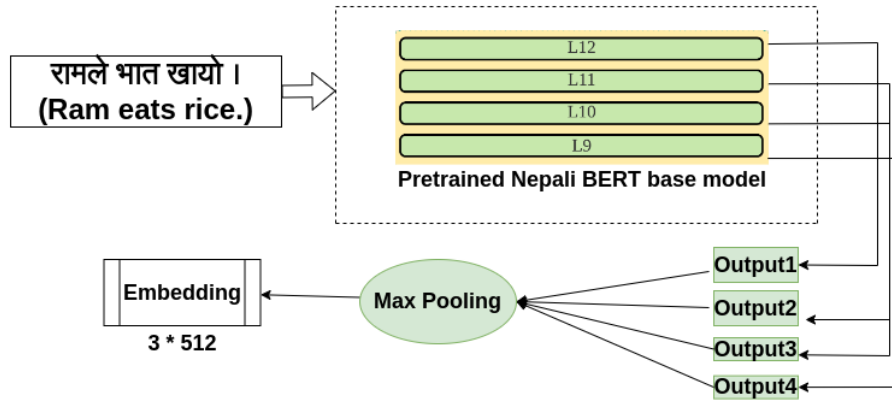 रामले भात खायो ।
(Ram eats rice.)
L12
L11
L10
L9
Pretrained Nepali BERT base model
Output1
Output2
Output3
Output4
Max Pooling
Embedding
3 * 512